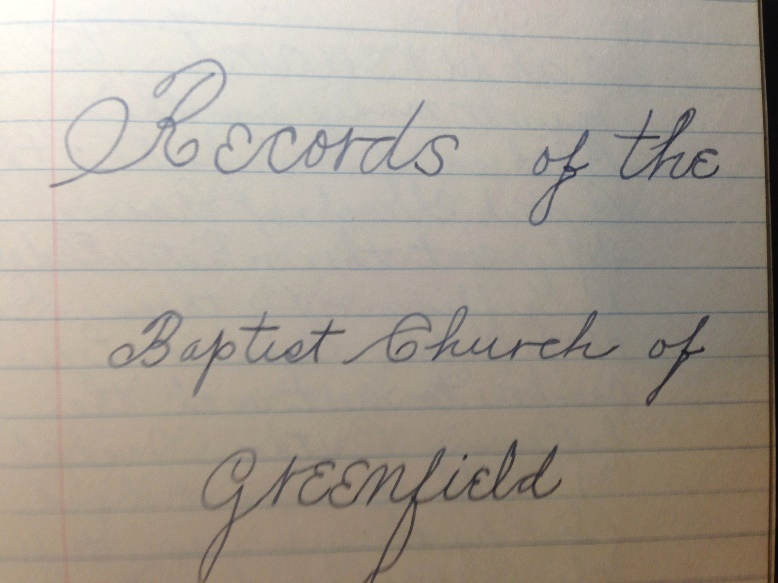 Records of the
Baptist Church of
Greenfield